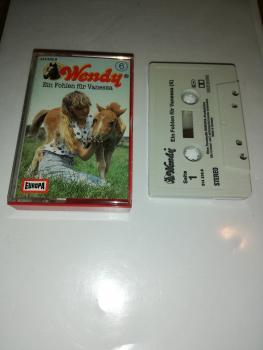 6
Wendy
Ein Fohlen für Vanessa
EUROPA
Wendy
Ein Fohlen für Vanessa (6)
Seite
1
STEREO